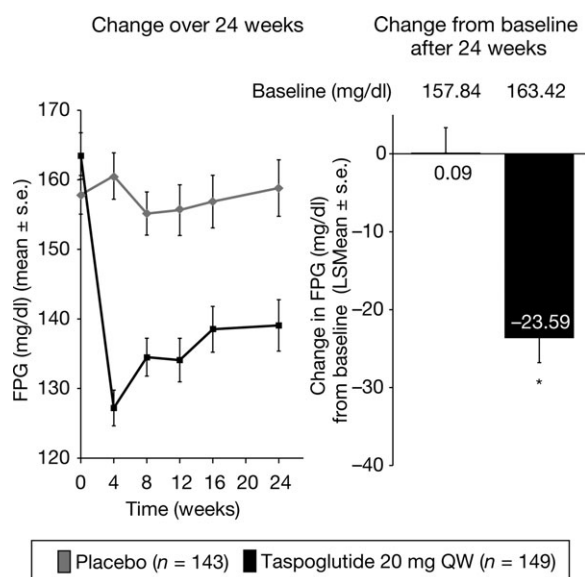 Change over 24 weeks
Change from baseline
after 24 weeks
Baseline (mg/dl) 157.84 163.42
FPG (mg/dl) (mean ± s.e.)
170
160
150
140
130
120
0 4 8 12 16 20 24
Time (weeks)
Change in FPG (mg/dl)
from baseline (LSMean ± s.e.)
0
−10
−20
−30
−40
0.09
−23.59
*
Placebo (n = 143) Taspoglutide 20 mg QW (n = 149)